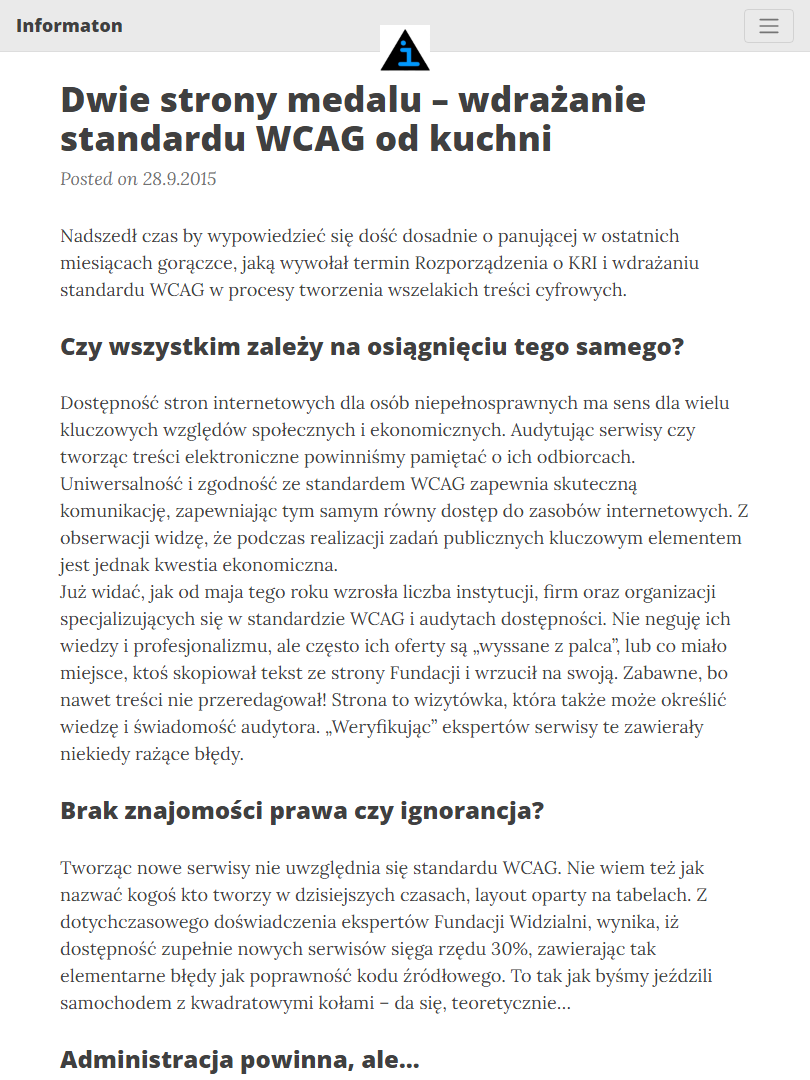 Informaton
i
Dwie strony medalu – wdrażanie
standardu WCAG od kuchni
Posted on 28.9.2015
Nadszedł czas by wypowiedzieć się dość dosadnie o panującej w ostatnich
miesiącach gorączce, jaką wywołał termin Rozporządzenia o KRI i wdrażaniu
standardu WCAG w procesy tworzenia wszelakich treści cyfrowych.
Czy wszystkim zależy na osiągnięciu tego samego?
Dostępność stron internetowych dla osób niepełnosprawnych ma sens dla wielu
kluczowych względów społecznych i ekonomicznych. Audytując serwisy czy
tworząc treści elektroniczne powinniśmy pamiętać o ich odbiorcach.
Uniwersalność i zgodność ze standardem WCAG zapewnia skuteczną
komunikację, zapewniając tym samym równy dostęp do zasobów internetowych. Z
obserwacji widzę, że podczas realizacji zadań publicznych kluczowym elementem
jest jednak kwestia ekonomiczna.
Już widać, jak od maja tego roku wzrosła liczba instytucji, firm oraz organizacji
specjalizujących się w standardzie WCAG i audytach dostępności. Nie neguję ich
wiedzy i profesjonalizmu, ale często ich oferty są „wyssane z palca”, lub co miało
miejsce, ktoś skopiował tekst ze strony Fundacji i wrzucił na swoją. Zabawne, bo
nawet treści nie przeredagował! Strona to wizytówka, która także może określić
wiedzę i świadomość audytora. „Weryfikując” ekspertów serwisy te zawierały
niekiedy rażące błędy.
Brak znajomości prawa czy ignorancja?
Tworząc nowe serwisy nie uwzględnia się standardu WCAG. Nie wiem też jak
nazwać kogoś kto tworzy w dzisiejszych czasach, layout oparty na tabelach. Z
dotychczasowego doświadczenia ekspertów Fundacji Widzialni, wynika, iż
dostępność zupełnie nowych serwisów sięga rzędu 30%, zawierając tak
elementarne błędy jak poprawność kodu źródłowego. To tak jak byśmy jeździli
samochodem z kwadratowymi kołami – da się, teoretycznie…
Administracja powinna, ale…